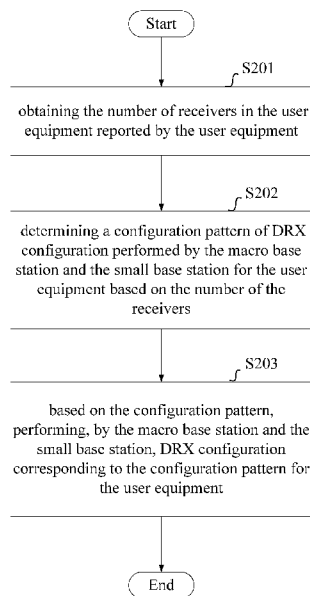 Start
S201
obtaining the number of receivers in the user
equipment reported by the user equipment
S202
determining a configuration pattern of DRX
configuration performed by the macro base
station and the small base station for the user
equipment based on the number of the
receivers
S203
based on the configuration pattern,
performing, by the macro base station and the
small base station, DRX configuration
corresponding to the configuration pattern for
the user equipment
End